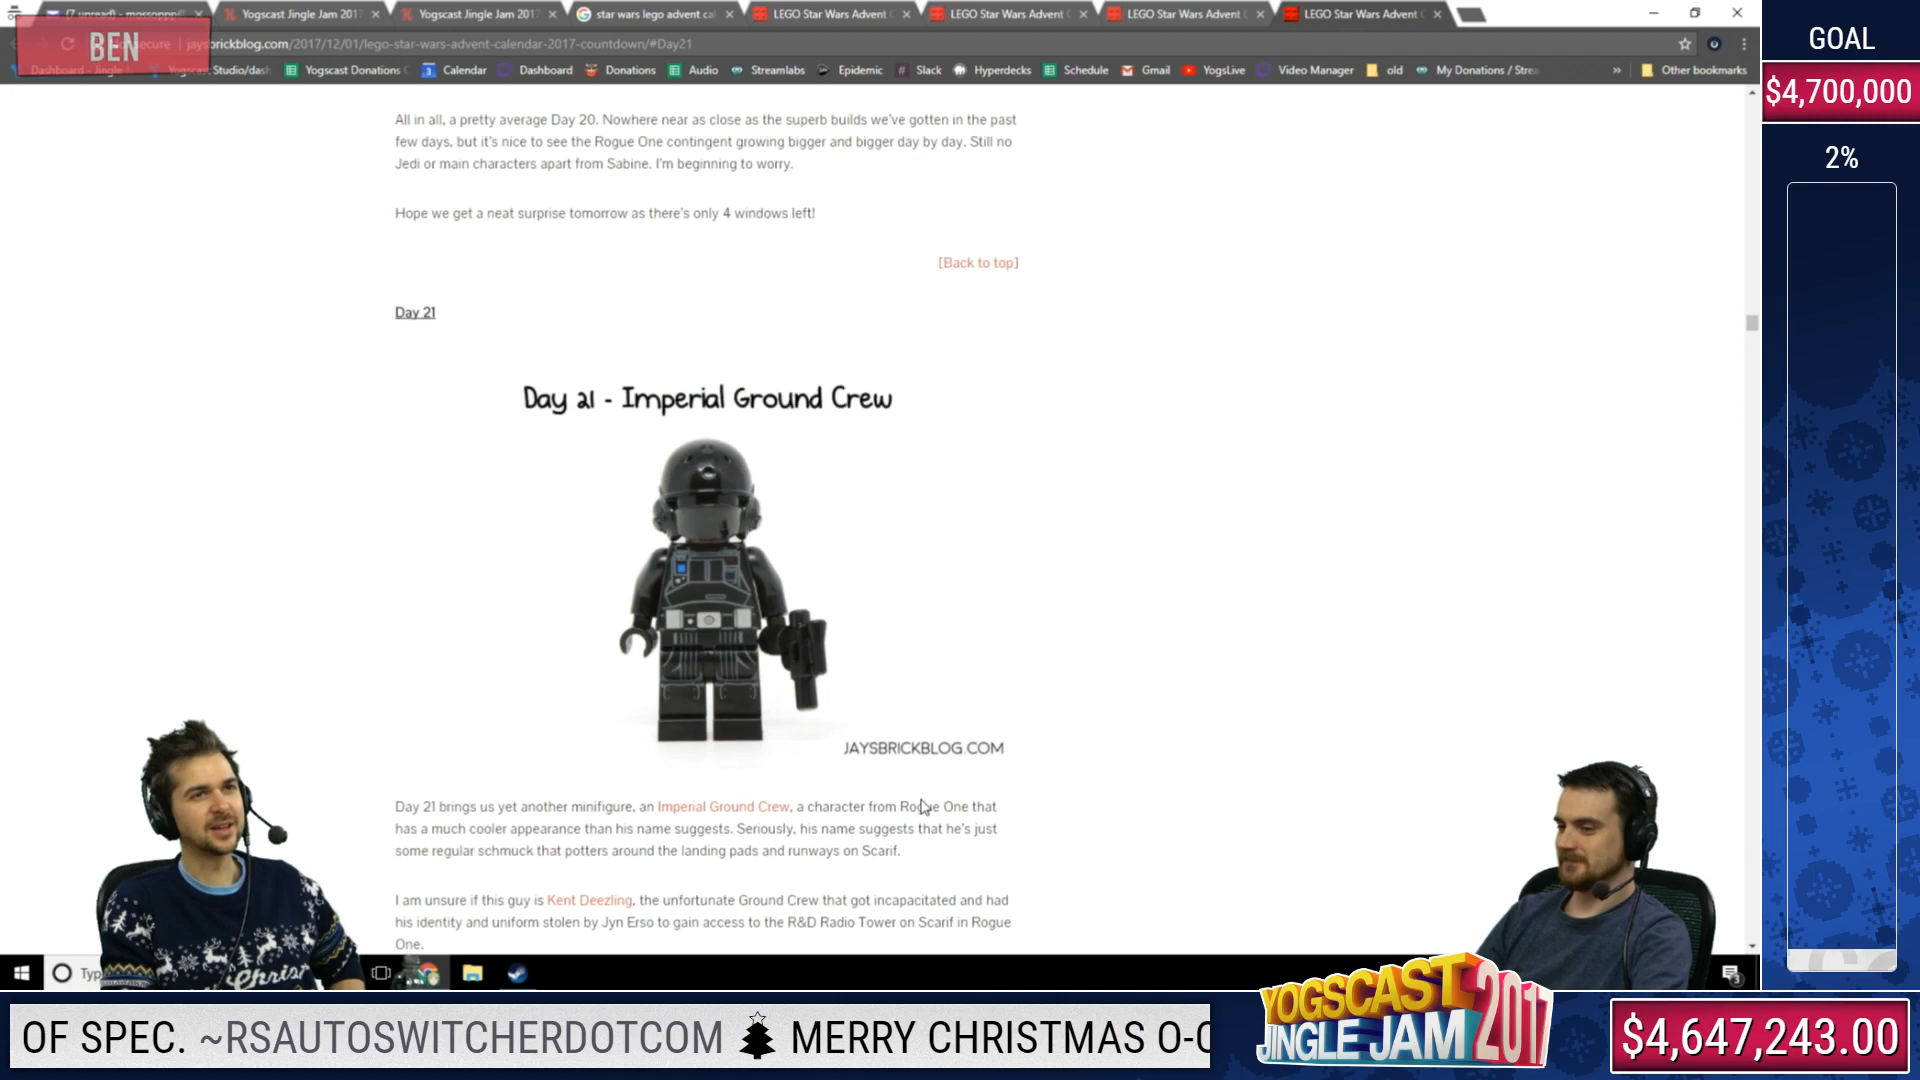 (7 unread) - mossoppp@
Yogscast Jingle Jam 2017
Yogscast Jingle Jam 2017
star wars lego advent cal
LEGO Star Wars Advent C
LEGO Star Wars Advent C
LEGO Star Wars Advent C
LEGO Star Wars Advent C
BEN
jaysbrickblog.com/2017/12/01/lego-star-wars-advent-calendar-2017-countdown/#Day21
Dashboard - Jingle
Studio/dash
Yogscast Donations
Calendar
Dashboard
Donations
Audio
Streamlabs
Epidemic
Slack
Hyperdecks
Schedule
Gmail
YogsLive
Video Manager
old
My Donations / Strea
»
Other bookmarks
GOAL
$4,700,000
2%
All in all, a pretty average Day 20. Nowhere near as close as the superb builds we've gotten in the past
few days, but it's nice to see the Rogue One contingent growing bigger and bigger day by day. Still no
Jedi or main characters apart from Sabine. I'm beginning to worry.
Hope we get a neat surprise tomorrow as there's only 4 windows left!
[Back to top]
Day 21
Day 21 - Imperial Ground Crew
JAYSBRICKBLOG.COM
Day 21 brings us yet another minifigure, an Imperial Ground Crew, a character from Rogue One that
has a much cooler appearance than his name suggests. Seriously, his name suggests that he's just
some regular schmuck that potters around the landing pads and runways on Scarif.
I am unsure if this guy is Kent Deezling, the unfortunate Ground Crew that got incapacitated and had
his identity and uniform stolen by Jyn Erso to gain access to the R&D Radio Tower on Scarif in Rogue
One.
Typ
3
OF SPEC. ~RSAUTOSWITCHERDOTCOM MERRY CHRISTMAS O-
YOGSCAST
JINGLE JAM 2017
$4,647,243.00